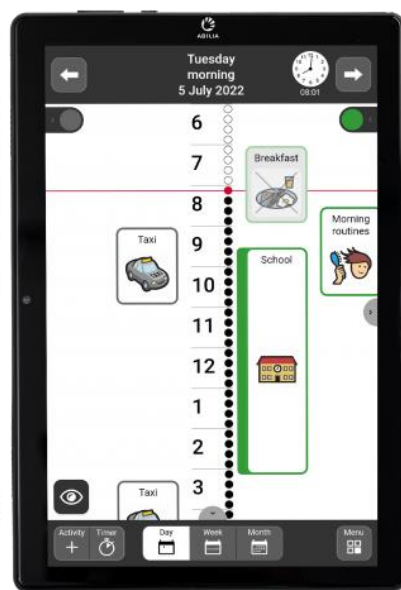 ABILIA
Tuesday
morning
5 July 2022
08:01
6
7
Breakfast
8
Morning
routines
Taxi
9
School
10
11
12
1
2
3
Taxi
Activity
Timer
Day
Week
Month
Menu